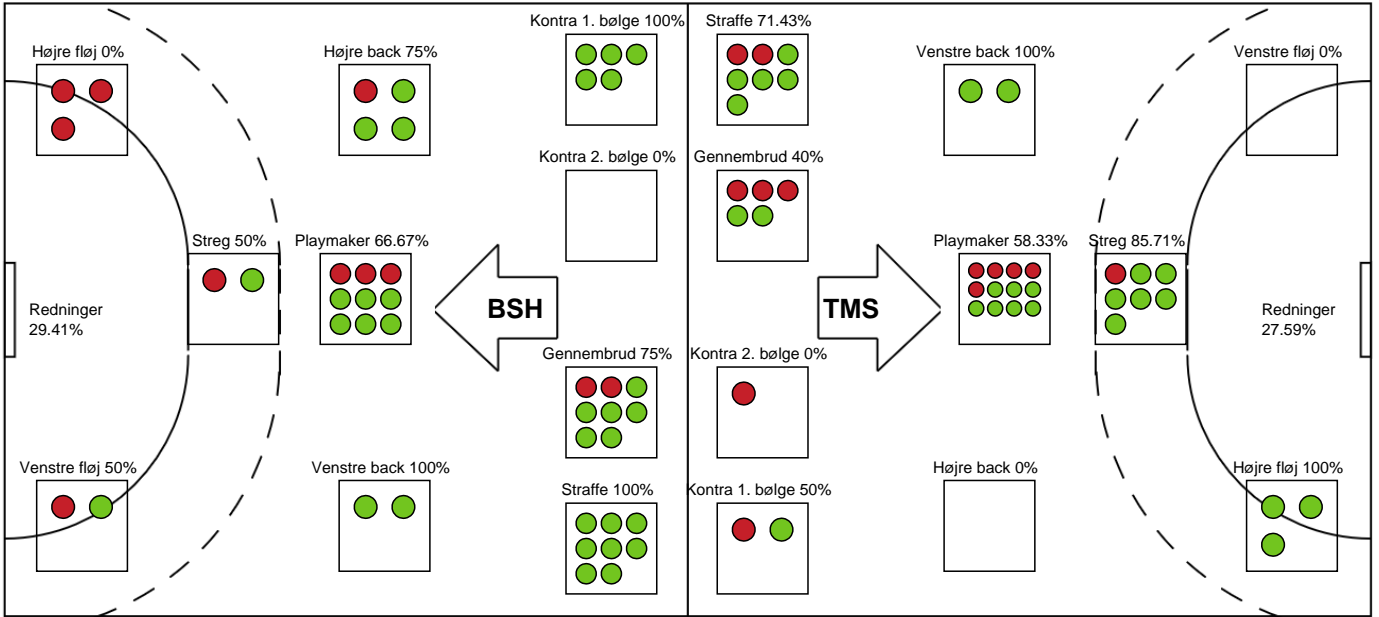 Kontra 1. bølge 100%
Straffe 71.43%
Højre fløj 0%
Højre back 75%
Venstre back 100%
Venstre fløj 0%
Kontra 2. bølge 0%
Gennembrud 40%
Streg 50%
Playmaker 66.67%
Playmaker 58.33%
Streg 85.71%
Redninger
29.41%
BSH
TMS
Redninger
27.59%
Gennembrud 75%
Kontra 2. bølge 0%
Venstre fløj 50%
Venstre back 100%
Højre back 0%
Højre fløj 100%
Straffe 100%
Kontra 1. bølge 50%